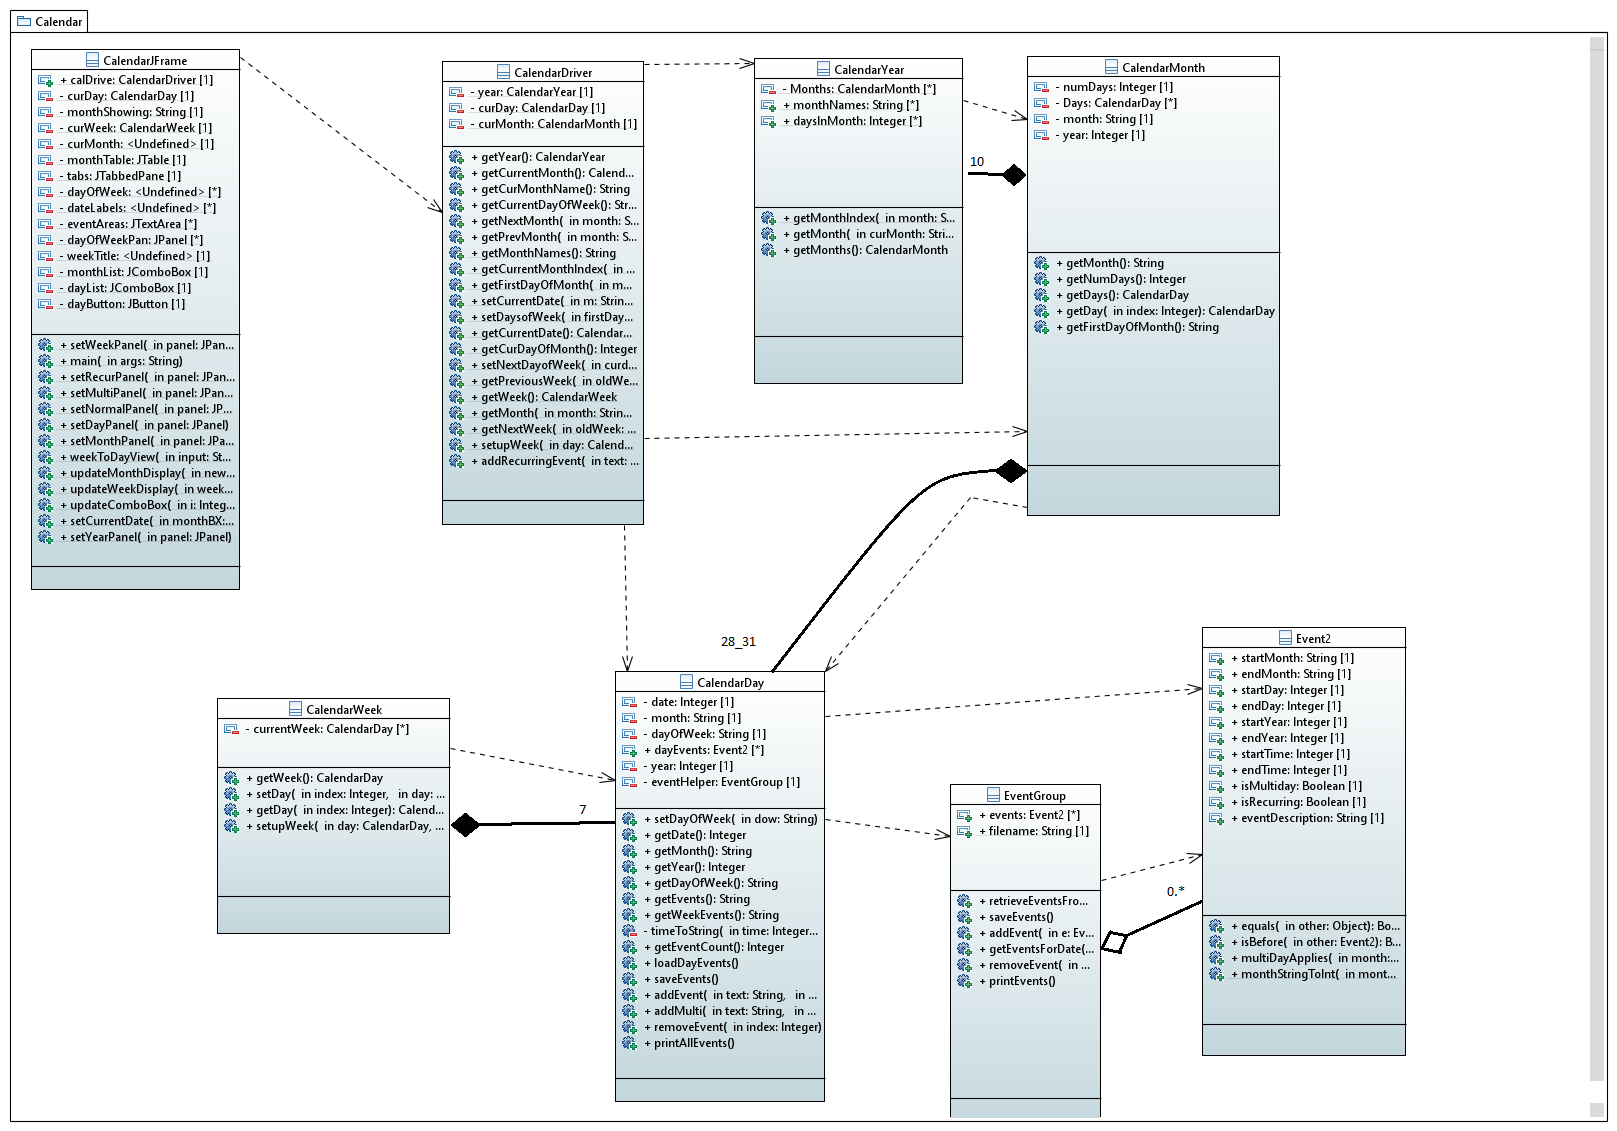 Calendar
CalendarJFrame
+ calDrive: CalendarDriver [1]
- curDay: CalendarDay [1]
- monthShowing: String [1]
- curWeek: CalendarWeek [1]
- curMonth: <Undefined> [1]
- monthTable: JTable [1]
- tabs: JTabbedPane [1]
- dayOfWeek: <Undefined> [*]
- dateLabels: <Undefined> [*]
- eventAreas: JTextArea [*]
- dayOfWeekPan: JPanel [*]
- weekTitle: <Undefined> [1]
- monthList: JComboBox [1]
- dayList: JComboBox [1]
- dayButton: JButton [1]
+ setWeekPanel( in panel: JPan...
+ main( in args: String)
+ setRecurPanel( in panel: JPan...
+ setMultiPanel( in panel: JPan...
+ setNormalPanel( in panel: JP...
+ setDayPanel( in panel: JPanel)
+ setMonthPanel( in panel: JPa...
+ weekToDayView( in input: St...
+ updateMonthDisplay( in new...
+ updateWeekDisplay( in week...
+ updateComboBox( in i: Integ...
+ setCurrentDate( in monthBX:...
+ setYearPanel( in panel: JPanel)
CalendarDriver
- year: CalendarYear [1]
- curDay: CalendarDay [1]
- curMonth: CalendarMonth [1]
+ getYear(): CalendarYear
+ getCurrentMonth(): Calend...
+ getCurMonthName(): String
+ getCurrentDayOfWeek(): Str...
+ getNextMonth( in month: S...
+ getPrevMonth( in month: S...
+ getMonthNames(): String
+ getCurrentMonthIndex( in ...
+ getFirstDayOfMonth( in m...
+ setCurrentDate( in m: Strin...
+ setDaysofWeek( in firstDay...
+ getCurrentDate(): Calendar...
+ getCurDayOfMonth(): Integer
+ setNextDayofWeek( in curd...
+ getPreviousWeek( in oldWe...
+ getWeek(): CalendarWeek
+ getMonth( in month: Strin...
+ getNextWeek( in oldWeek: ...
+ setupWeek( in day: Calend...
+ addRecurringEvent( in text: ...
CalendarYear
- Months: CalendarMonth [*]
+ monthNames: String [*]
+ daysInMonth: Integer [*]
+ getMonthIndex( in month: S...
+ getMonth( in curMonth: Stri...
+ getMonths(): CalendarMonth
10
CalendarMonth
- numDays: Integer [1]
- Days: CalendarDay [*]
- month: String [1]
- year: Integer [1]
+ getMonth(): String
+ getNumDays(): Integer
+ getDays(): CalendarDay
+ getDay( in index: Integer): CalendarDay
+ getFirstDayOfMonth(): String
28_31
CalendarWeek
- currentWeek: CalendarDay [*]
+ getWeek(): CalendarDay
+ setDay( in index: Integer, in day: ...
+ getDay( in index: Integer): Calend...
+ setupWeek( in day: CalendarDay, ...
7
CalendarDay
- date: Integer [1]
- month: String [1]
- dayOfWeek: String [1]
+ dayEvents: Event2 [*]
- year: Integer [1]
- eventHelper: EventGroup [1]
+ setDayOfWeek( in dow: String)
+ getDate(): Integer
+ getMonth(): String
+ getYear(): Integer
+ getDayOfWeek(): String
+ getEvents(): String
+ getWeekEvents(): String
- timeToString( in time: Integer...
+ getEventCount(): Integer
+ loadDayEvents()
+ saveEvents()
+ addEvent( in text: String, in ...
+ addMulti( in text: String, in ...
+ removeEvent( in index: Integer)
+ printAllEvents()
EventGroup
+ events: Event2 [*]
+ filename: String [1]
+ retrieveEventsFro...
+ saveEvents()
+ addEvent( in e: Ev...
+ getEventsForDate(...
+ removeEvent( in ...
+ printEvents()
0.*
Event2
+ startMonth: String [1]
+ endMonth: String [1]
+ startDay: Integer [1]
+ endDay: Integer [1]
+ startYear: Integer [1]
+ endYear: Integer [1]
+ startTime: Integer [1]
+ endTime: Integer [1]
+ isMultiday: Boolean [1]
+ isRecurring: Boolean [1]
+ eventDescription: String [1]
+ equals( in other: Object): Bo...
+ isBefore( in other: Event2): B...
+ multiDayApplies( in month:...
+ monthStringToInt( in mont...